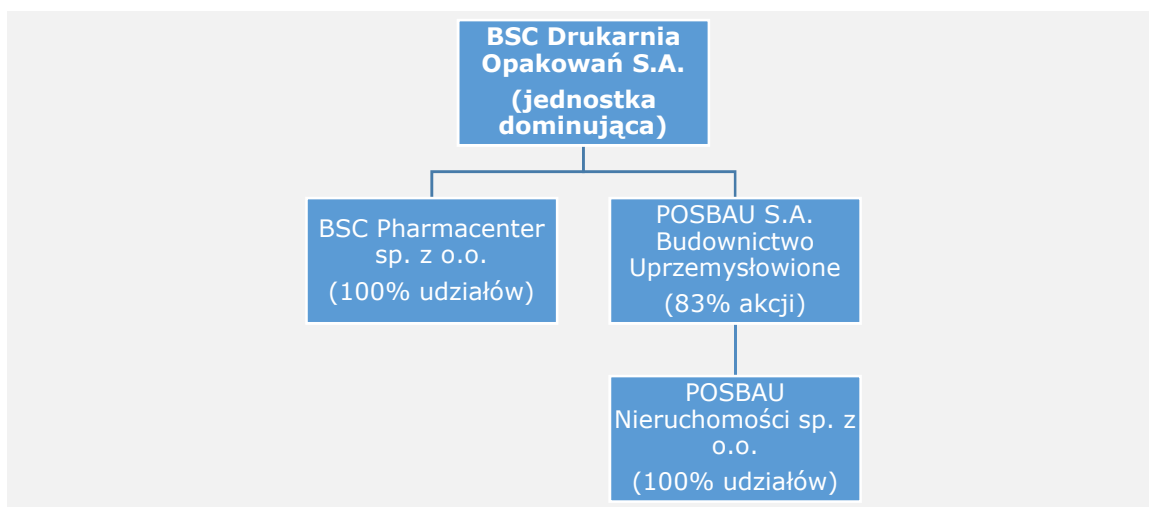 BSC Drukarnia
Opakowań S.A.
(jednostka
dominująca)
BSC Pharmacenter
sp. z o.o.
(100% udziałów)
POSBAU S.A.
Budownictwo
Uprzemysłowione
(83% akcji)
POSBAU
Nieruchomości sp. z
o.o.
(100% udziałów)